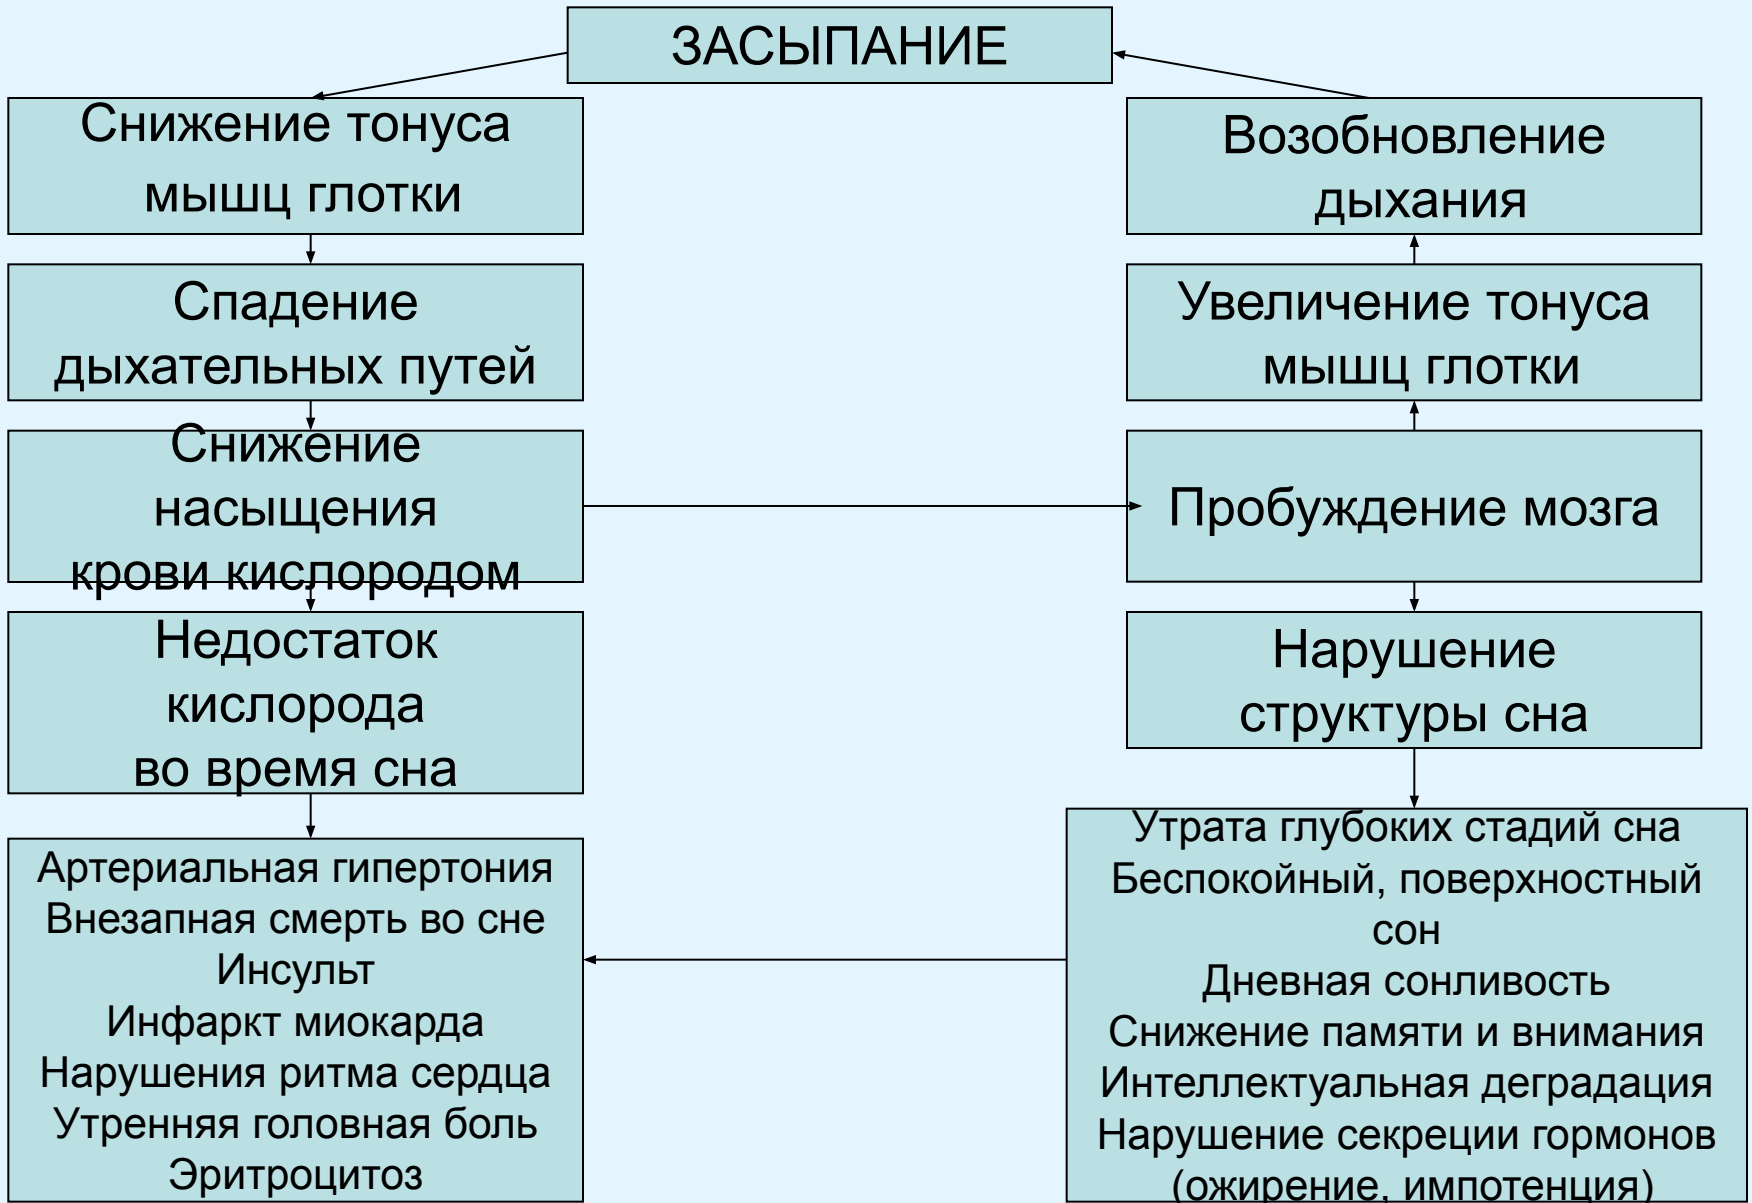 ЗАСЫПАНИЕ
Снижение тонуса
мышц глотки
Спадение
дыхательных путей
Снижение
насыщения
крови кислородом
Недостаток
кислорода
во время сна
Артериальная гипертония
Внезапная смерть во сне
Инсульт
Инфаркт миокарда
Нарушения ритма сердца
Утренняя головная боль
Эритроцитоз
Возобновление
дыхания
Увеличение тонуса
мышц глотки
Пробуждение мозга
Нарушение
структуры сна
Утрата глубоких стадий сна
Беспокойный, поверхностный
сон
Дневная сонливость
Снижение памяти и внимания
Интеллектуальная деградация
Нарушение секреции гормонов
(ожирение, импотенция)